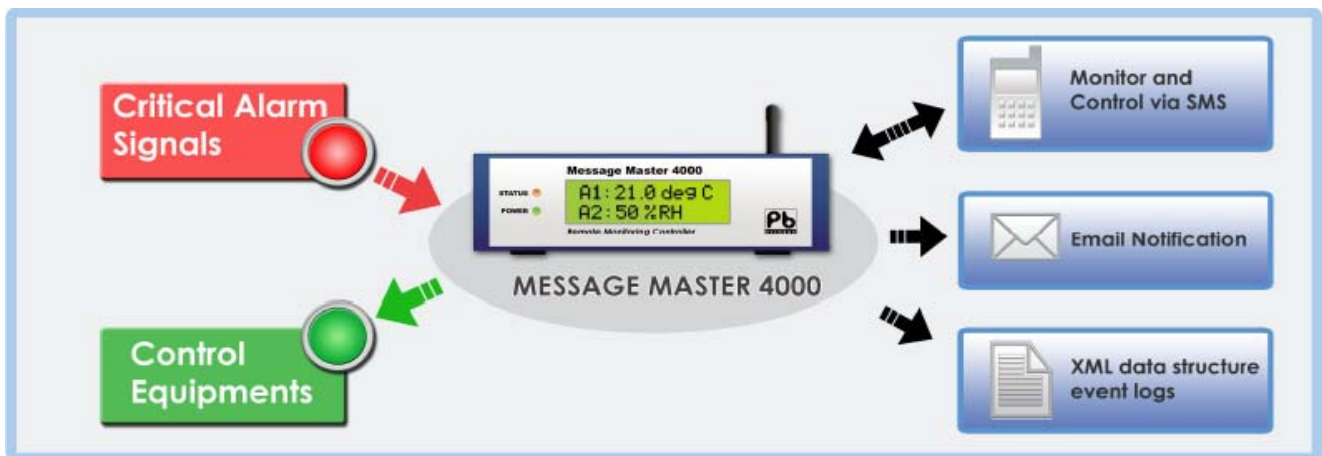 Critical Alarm
Signals
Control
Equipments
Message Master 4000
STATUS
POWER
A1:21.0 deg C
A2:50 %RH
Remote Monitoring Controller
Pb
MESSAGE MASTER 4000
Monitor and
Control via SMS
Email Notification
XML data structure
event logs